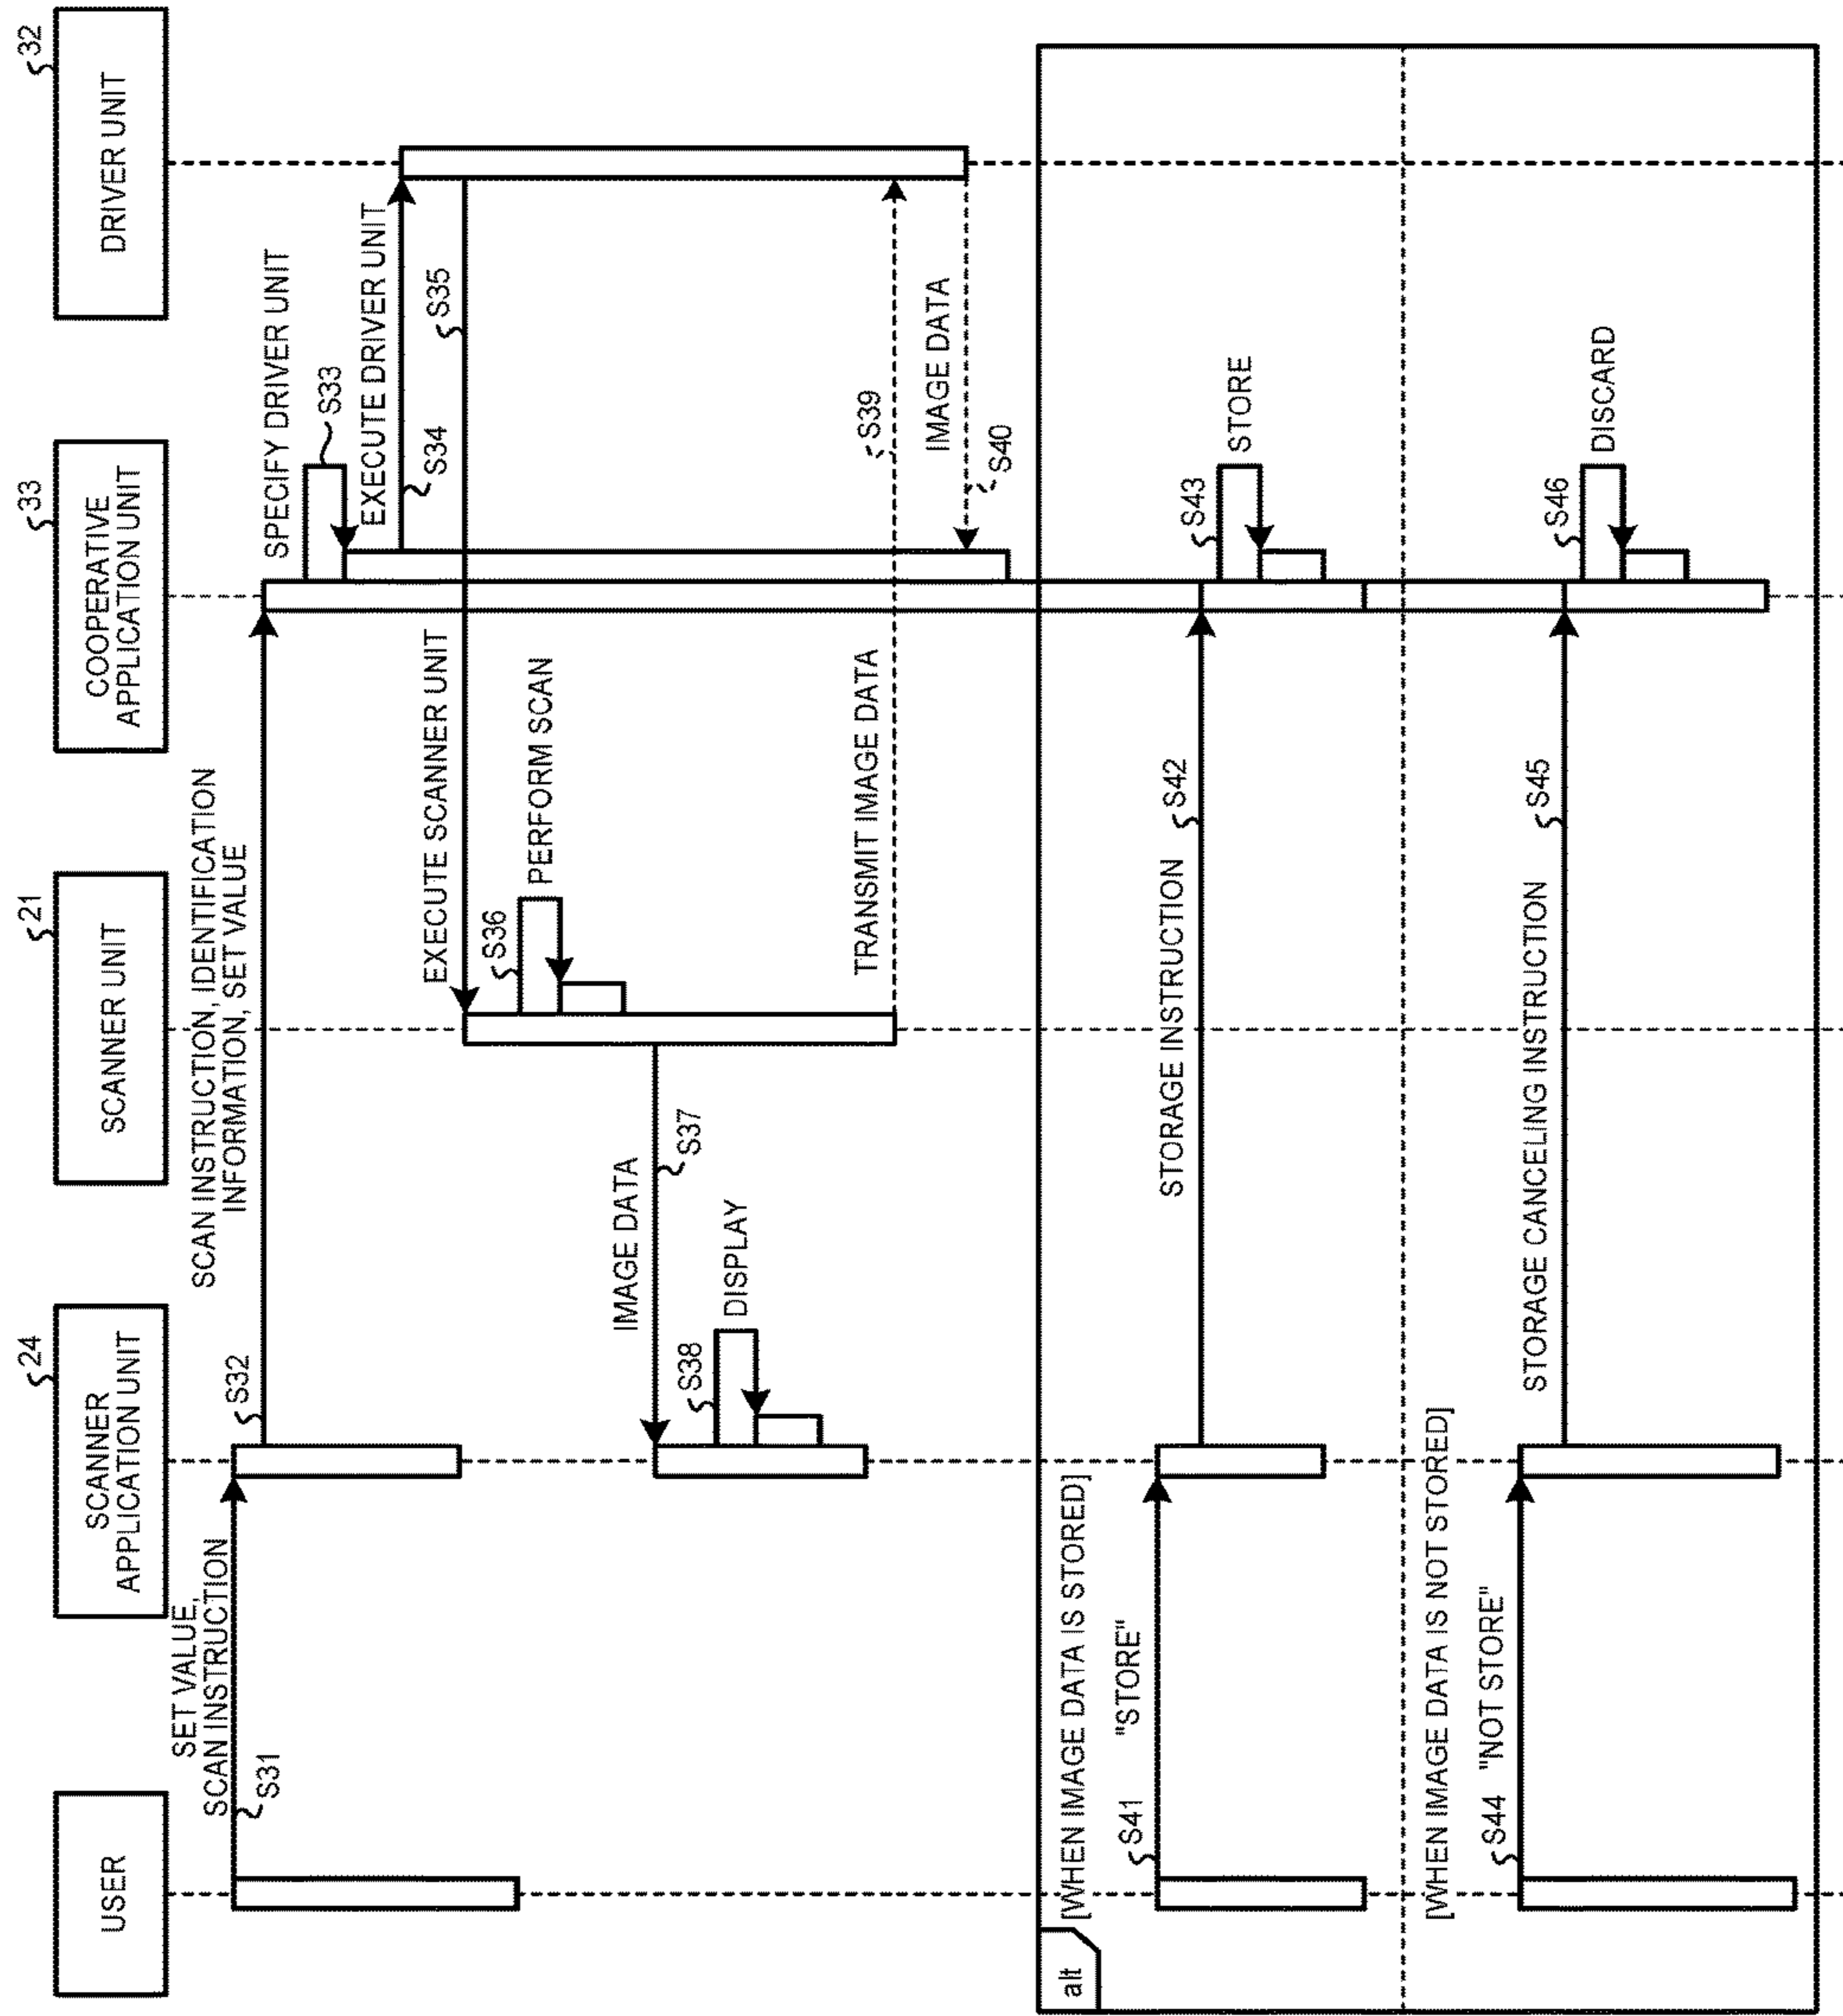 USER
SCANNER
APPLICATION UNIT
24
SCANNER UNIT
21
COOPERATIVE
APPLICATION UNIT
33
DRIVER UNIT
32
SET VALUE,
SCAN INSTRUCTION
S31
S32
SCAN INSTRUCTION, IDENTIFICATION
INFORMATION, SET VALUE
SPECIFY DRIVER UNIT
S33
EXECUTE DRIVER UNIT
S34
S35
EXECUTE SCANNER UNIT
S36
PERFORM SCAN
IMAGE DATA
S37
S38
DISPLAY
TRANSMIT IMAGE DATA
S39
IMAGE DATA
S40
alt
[WHEN IMAGE DATA IS STORED]
S41
"STORE"
STORAGE INSTRUCTION
S42
S43
STORE
[WHEN IMAGE DATA IS NOT STORED]
S44
"NOT STORE"
STORAGE CANCELING INSTRUCTION
S45
S46
DISCARD